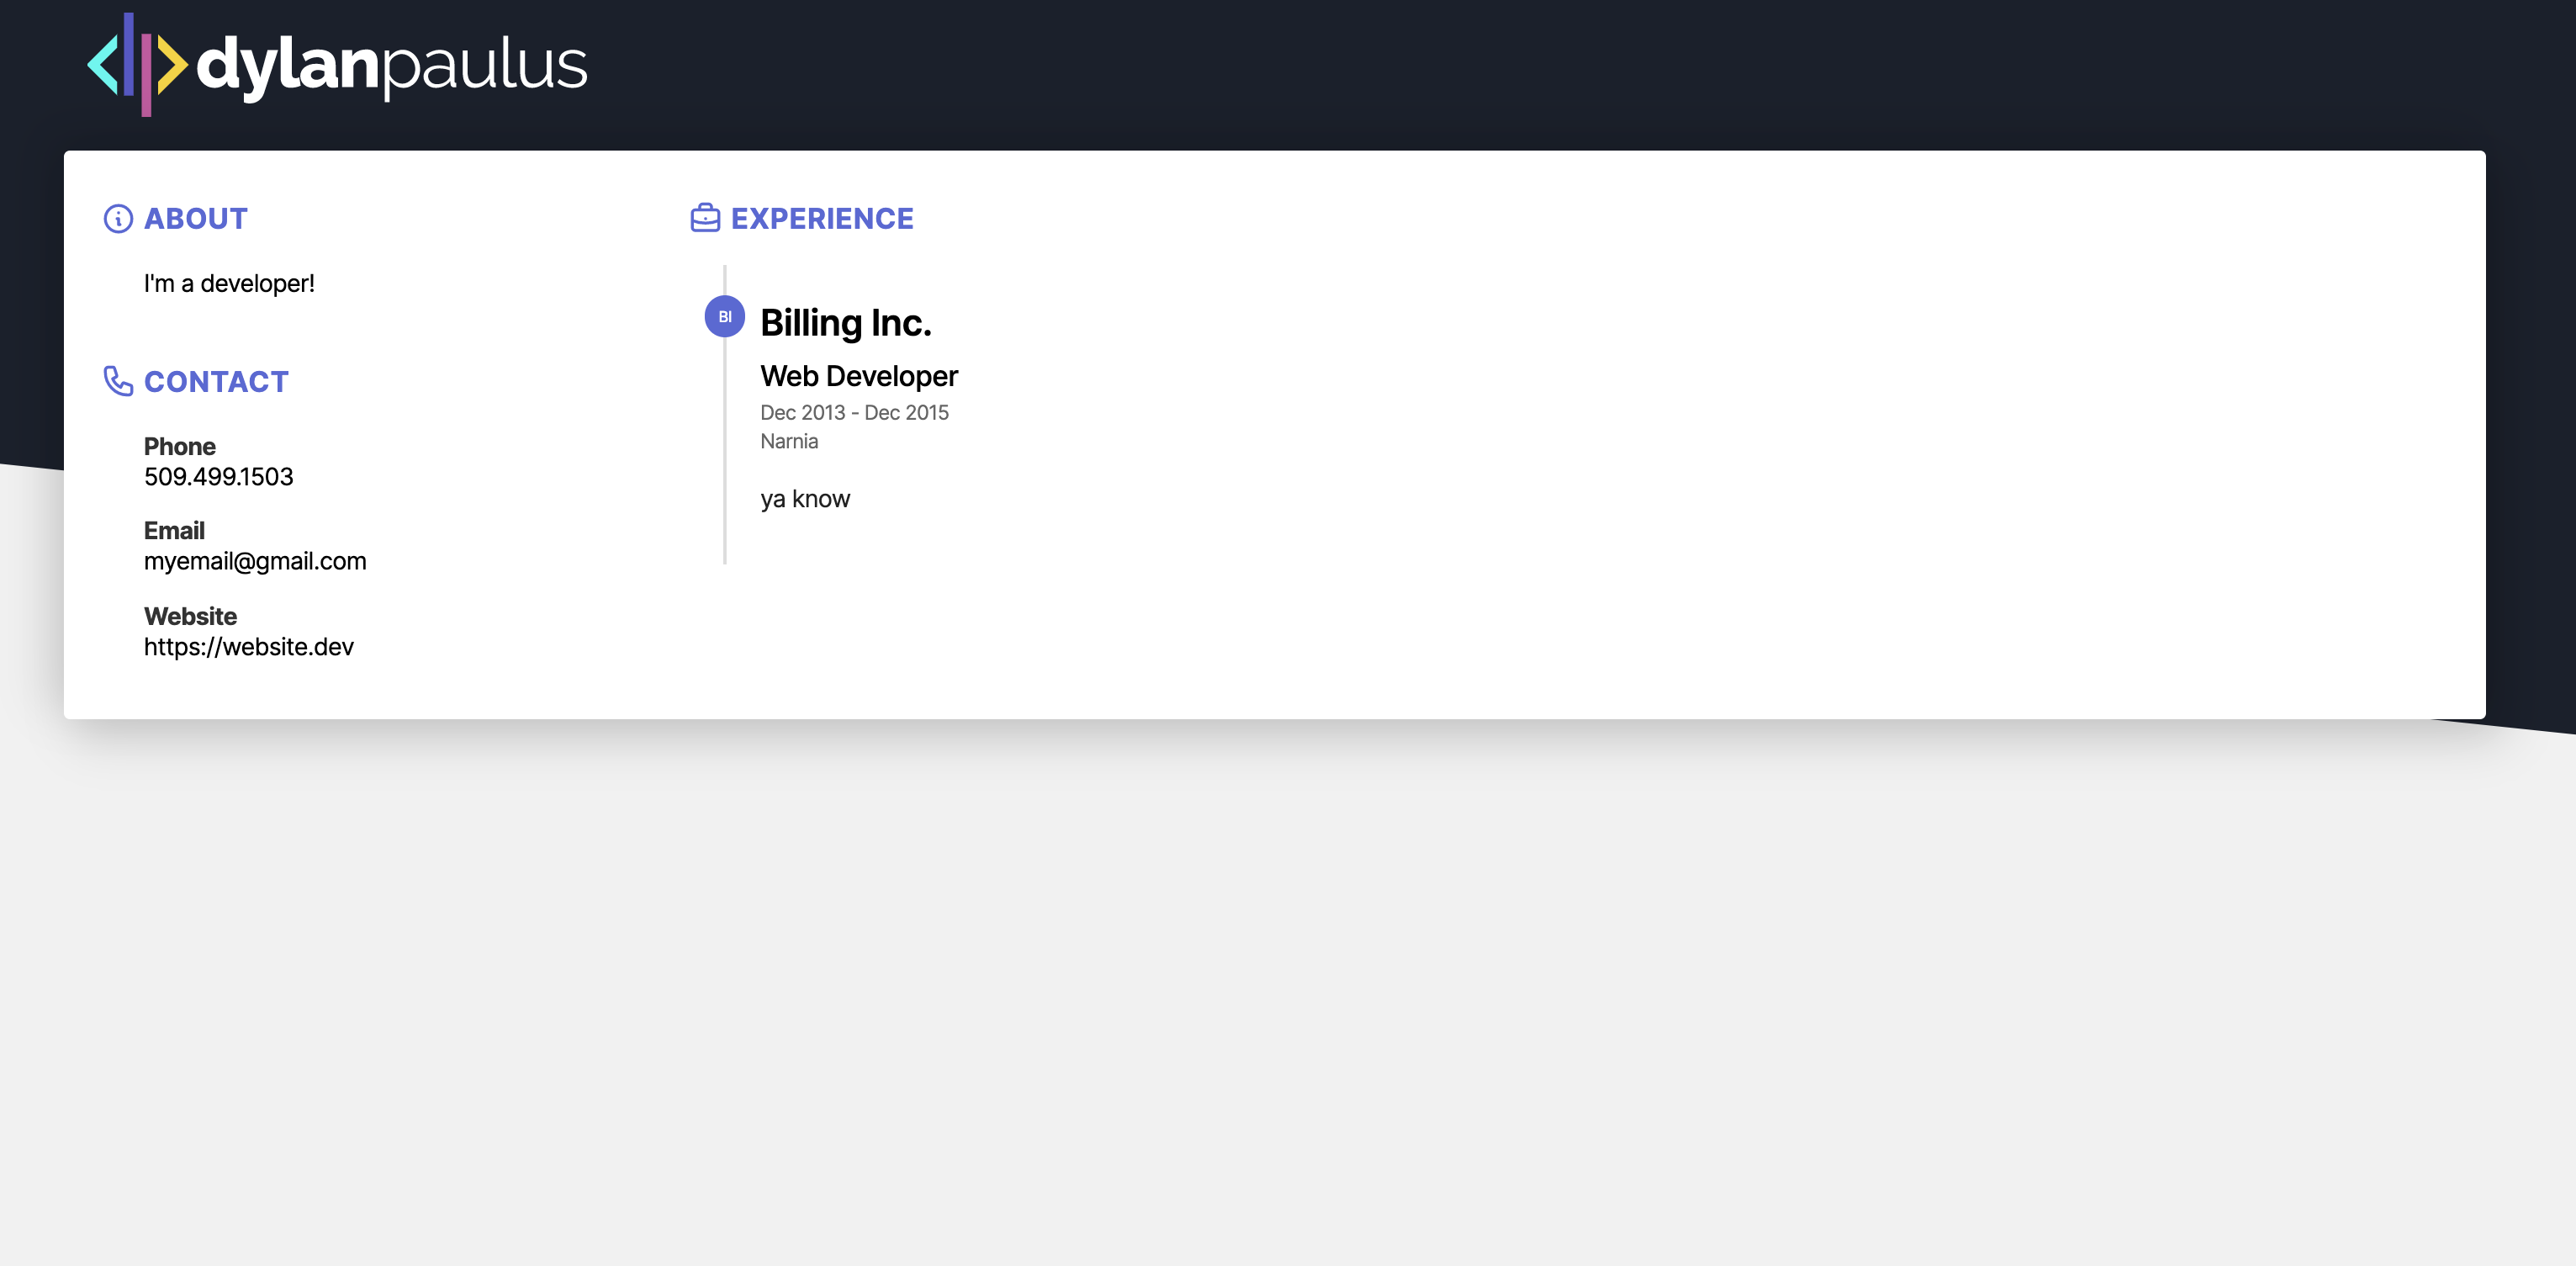 dylanpaulus
ABOUT
I'm a developer!
CONTACT
Phone
509.499.1503
Email
myemail@gmail.com
Website
https://website.dev
EXPERIENCE
BI
Billing Inc.
Web Developer
Dec 2013 - Dec 2015
Narnia
ya know